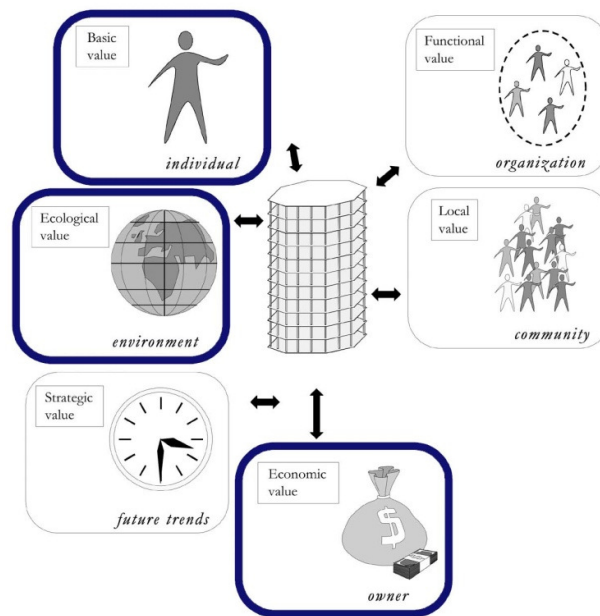 Basic
value
individual
Functional
value
organization
Ecological
value
environment
Local
value
community
Strategic
value
future trends
Economic
value
$
owner